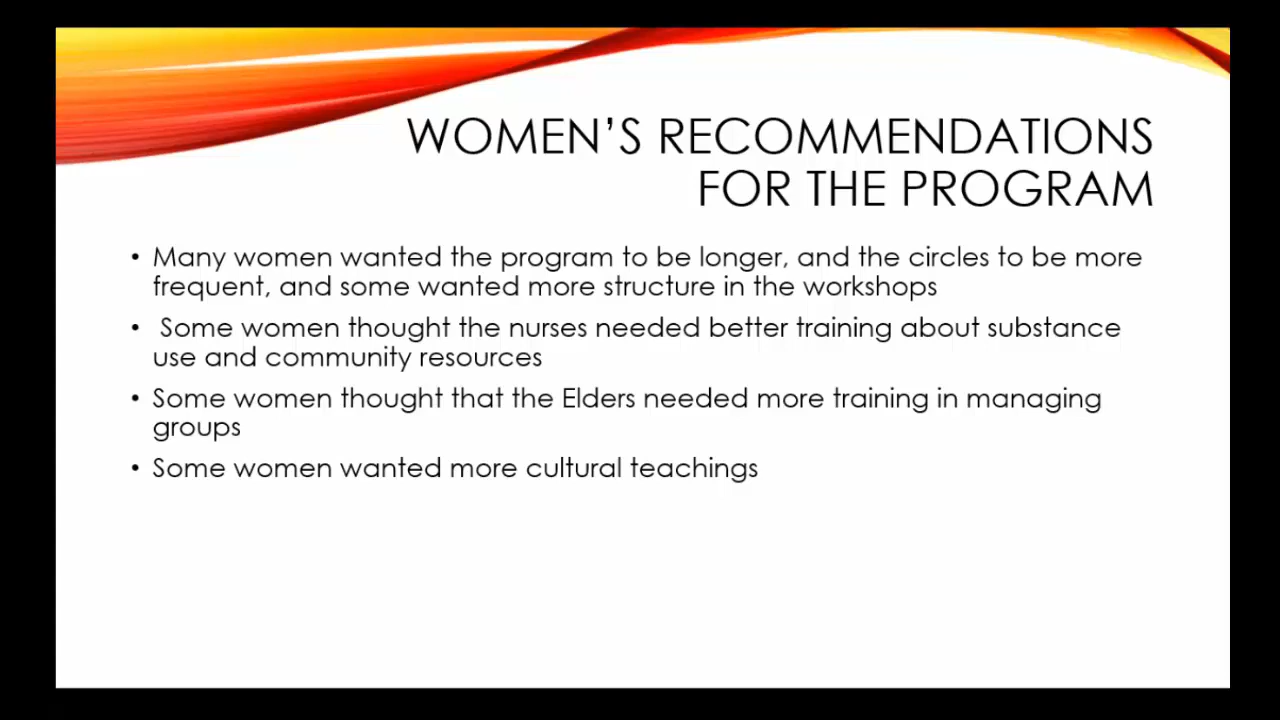 WOMEN'S RECOMMENDATIONS
FOR THE PROGRAM
• Many women wanted the program to be longer, and the circles to be more
frequent, and some wanted more structure in the workshops
• Some women thought the nurses needed better training about substance
use and community resources
• Some women thought that the Elders needed more training in managing
groups
• Some women wanted more cultural teachings